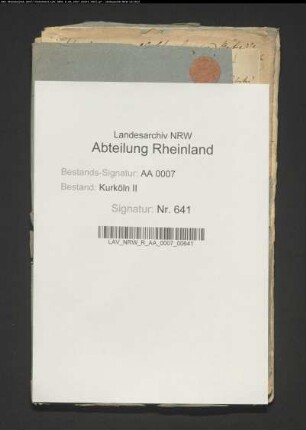 Landesarchiv NRW
Abteilung Rheinland
Bestands-Signatur: AA 0007
Bestand: Kurköln II
Signatur: Nr. 641
LAV_NRW_R_AA_0007_00641